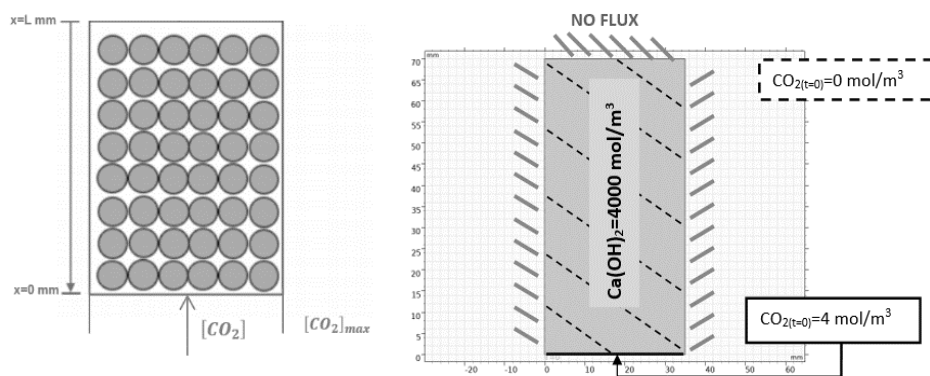 x=L mm
x=0 mm
[CO₂]
[CO₂]max
NO FLUX
mm
70
65
60
55
50
45
40
35
30
25
20
15
10
5
0
-20 -10 0 10 20 30 40 50 60
mm
Ca(OH)₂=4000 mol/m³
CO₂(t=0)=0 mol/m³
CO₂(t=0)=4 mol/m³